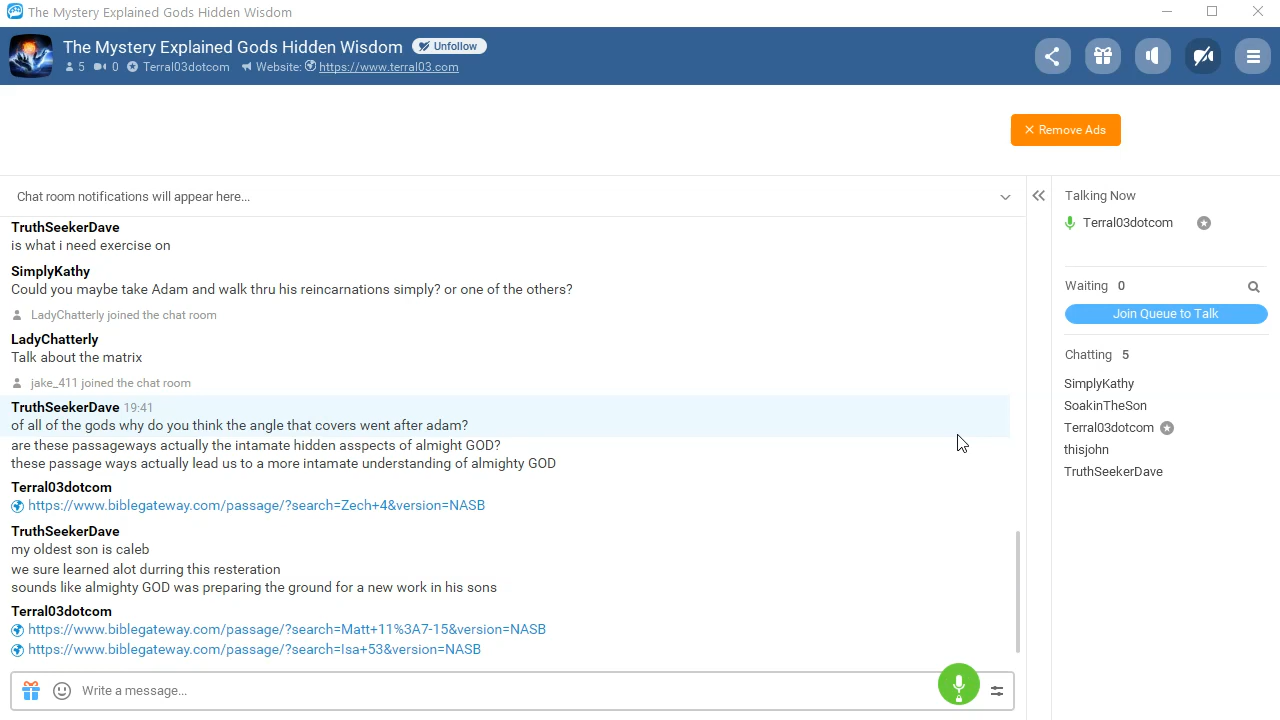 The Mystery Explained Gods Hidden Wisdom
The Mystery Explained Gods Hidden Wisdom
Unfollow
5 0 Terral03dotcom Website: https://www.terral03.com
Remove Ads
Chat room notifications will appear here...
TruthSeekerDave
is what i need exercise on
SimplyKathy
Could you maybe take Adam and walk thru his reincarnations simply? or one of the others?
LadyChatterly joined the chat room
LadyChatterly
Talk about the matrix
jake_411 joined the chat room
TruthSeekerDave 19:41
of all of the gods why do you think the angle that covers went after adam?
are these passageways actually the intamate hidden asspects of almight GOD?
these passage ways actually lead us to a more intamate understanding of almighty GOD
Terral03dotcom
https://www.biblegateway.com/passage/?search=Zech+4&version=NASB
TruthSeekerDave
my oldest son is caleb
we sure learned alot durring this resteration
sounds like almighty GOD was preparing the ground for a new work in his sons
Terral03dotcom
https://www.biblegateway.com/passage/?search=Matt+11%3A7-15&version=NASB
https://www.biblegateway.com/passage/?search=Isa+53&version=NASB
Write a message...
Talking Now
Terral03dotcom
Waiting 0
Join Queue to Talk
Chatting 5
SimplyKathy
SoakinTheSon
Terral03dotcom
thisjohn
TruthSeekerDave